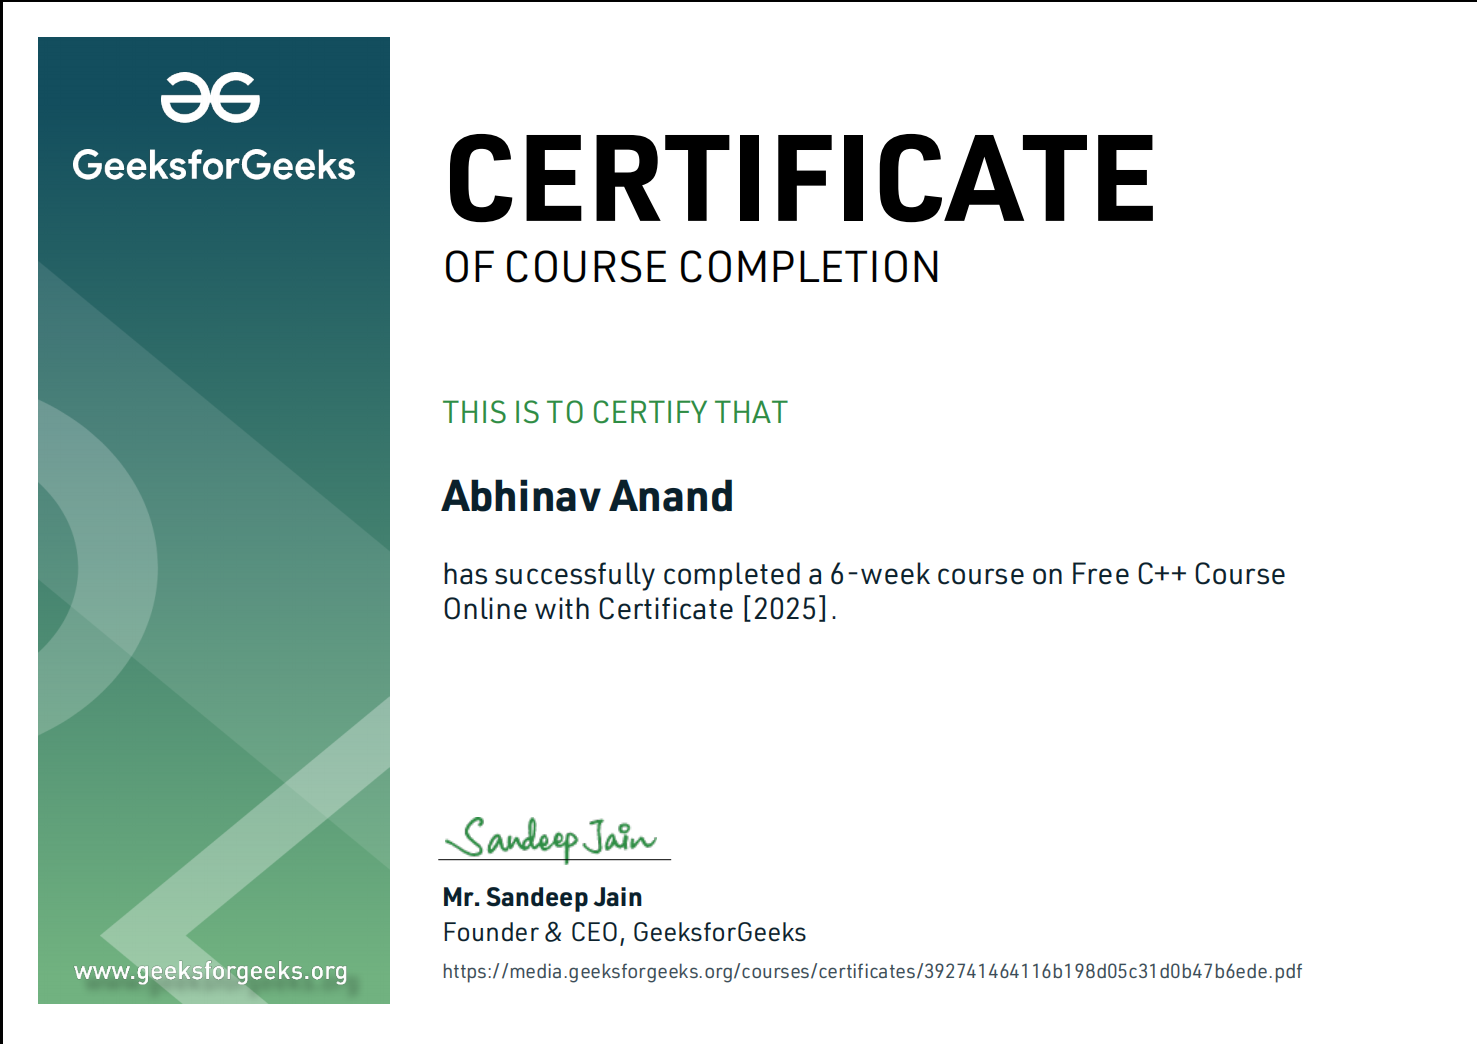 GeeksforGeeks
CERTIFICATE
OF COURSE COMPLETION
THIS IS TO CERTIFY THAT
Abhinav Anand
has successfully completed a 6-week course on Free C++ Course
Online with Certificate [2025].
Sandeep Jain
Mr. Sandeep Jain
Founder & CEO, GeeksforGeeks
https://media.geeksforgeeks.org/courses/certificates/392741464116b198d05c31d0b47b6ede.pdf
www.geeksforgeeks.org